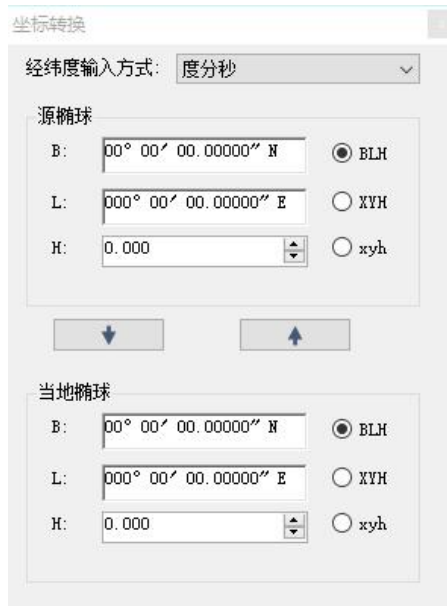 坐标转换
经纬度输入方式: 度分秒
源椭球
B: 00° 00′ 00.00000″ N BLH
L: 000° 00′ 00.00000″ E XYH
H: 0.000 xyh
当地椭球
B: 00° 00′ 00.00000″ N BLH
L: 000° 00′ 00.00000″ E XYH
H: 0.000 xyh